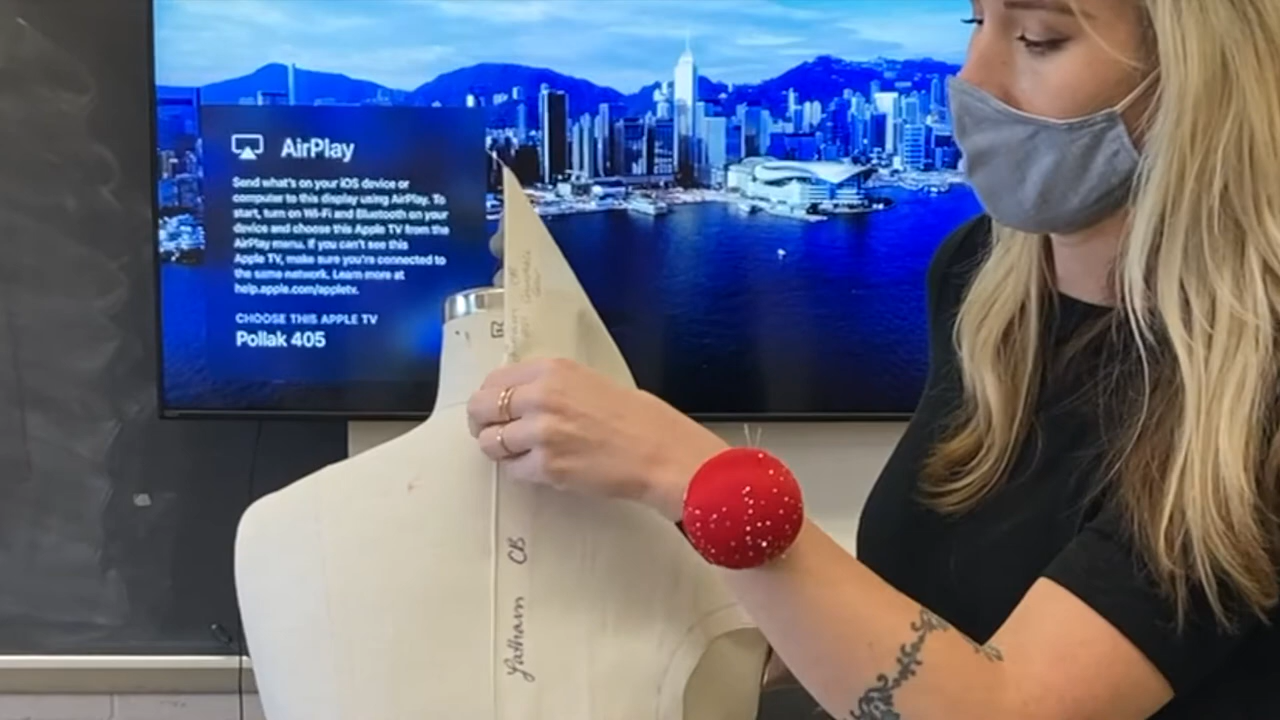 AirPlay
Send what's on your iOS device or
computer to this display using AirPlay. To
start, turn on Wi-Fi and Bluetooth on your
device and choose this Apple TV from the
AirPlay menu. If you can't see this
Apple TV, make sure you're connected to
the same network. Learn more at
help.apple.com/appletv.
CHOOSE THIS APPLE TV
Pollak 405
Latham CB